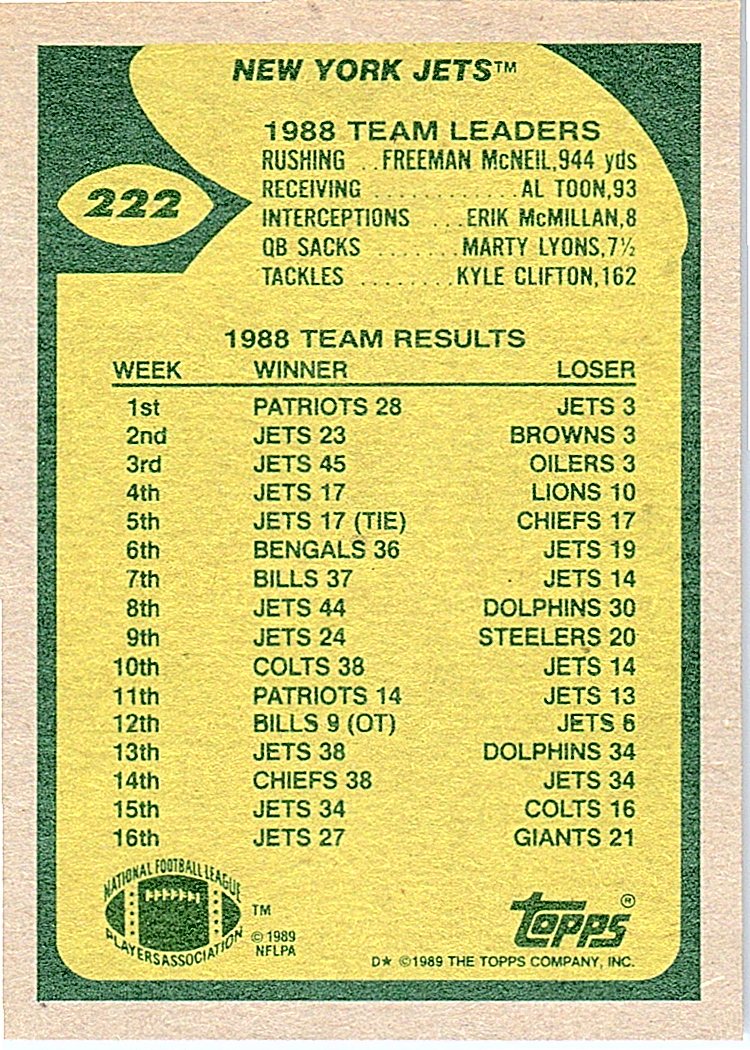 NEW YORK JETS™
1988 TEAM LEADERS
RUSHING . . FREEMAN McNEIL,944 yds
RECEIVING . . . . . . . . . . . . AL TOON,93
222
INTERCEPTIONS . . . ERIK McMILLAN,8
QB SACKS . . . . . . . MARTY LYONS,7½
TACKLES . . . . . . . . KYLE CLIFTON,162
1988 TEAM RESULTS
WEEK WINNER LOSER
1st PATRIOTS 28 JETS 3
2nd JETS 23 BROWNS 3
3rd JETS 45 OILERS 3
4th JETS 17 LIONS 10
5th JETS 17 (TIE) CHIEFS 17
6th BENGALS 36 JETS 19
7th BILLS 37 JETS 14
8th JETS 44 DOLPHINS 30
9th JETS 24 STEELERS 20
10th COLTS 38 JETS 14
11th PATRIOTS 14 JETS 13
12th BILLS 9 (OT) JETS 6
13th JETS 38 DOLPHINS 34
14th CHIEFS 38 JETS 34
15th JETS 34 COLTS 16
16th JETS 27 GIANTS 21
NATIONAL FOOTBALL LEAGUE
PLAYERS ASSOCIATION
TM
© 1989
NFLPA
Topps®
D★ ©1989 THE TOPPS COMPANY, INC.